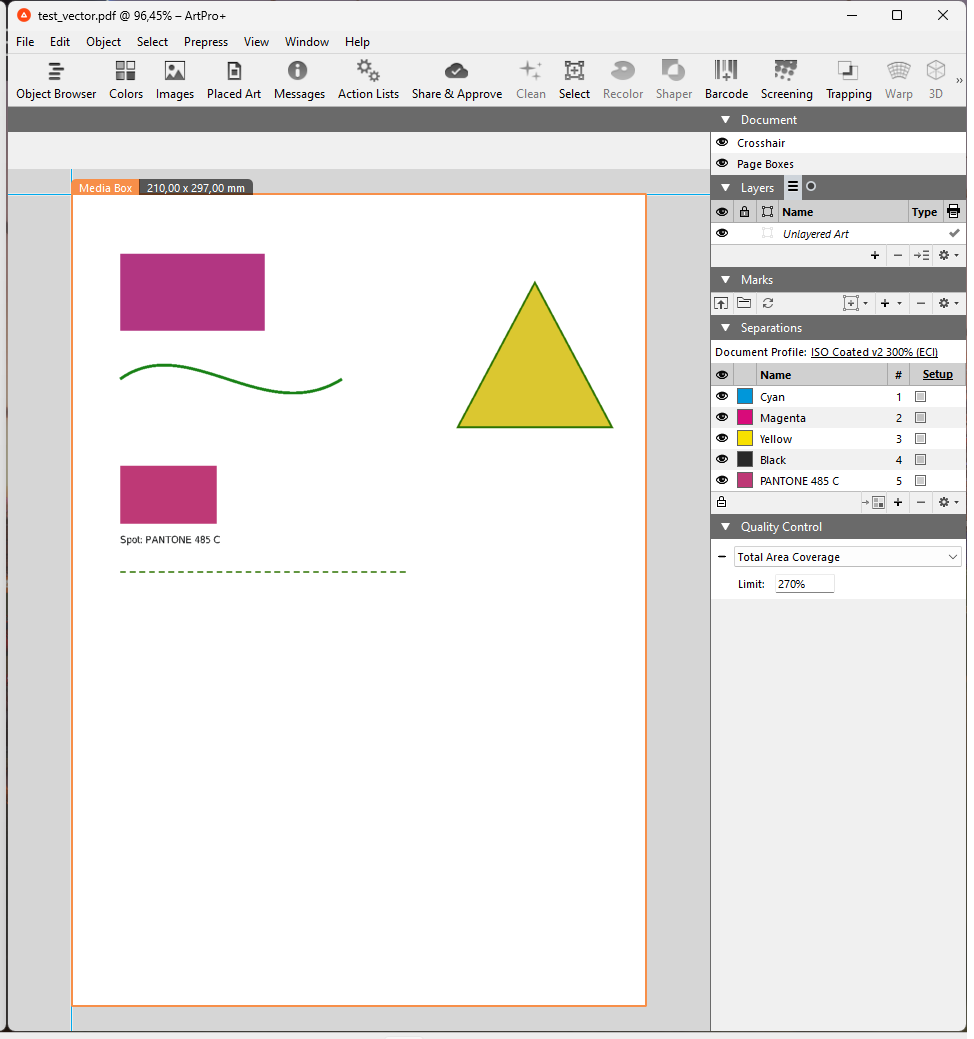 test_vector.pdf @ 96,45% – ArtPro+
File Edit Object Select Prepress View Window Help
Object Browser Colors Images Placed Art Messages Action Lists Share & Approve Clean Select Recolor Shaper Barcode Screening Trapping Warp 3D
Document
Crosshair
Page Boxes
Layers
Name Type
Unlayered Art
Marks
Separations
Document Profile: ISO Coated v2 300% (ECI)
Name # Setup
Cyan 1
Magenta 2
Yellow 3
Black 4
PANTONE 485 C 5
Quality Control
Total Area Coverage
Limit: 270%
Media Box 210,00 x 297,00 mm
Spot: PANTONE 485 C